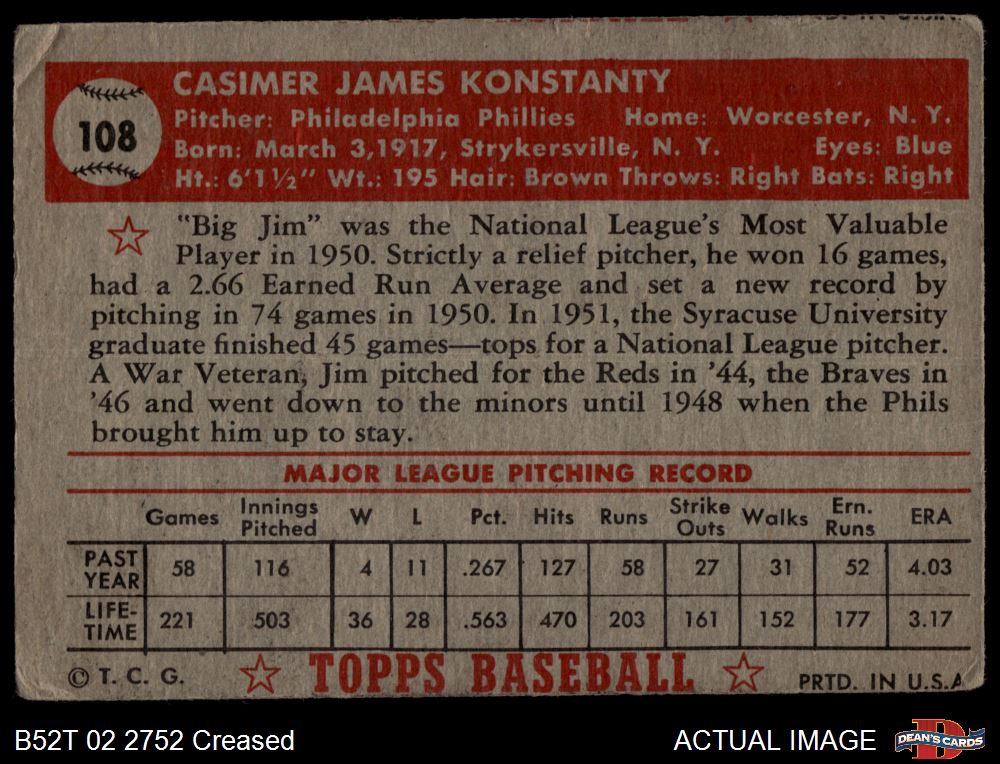 108
CASIMER JAMES KONSTANTY
Pitcher: Philadelphia Phillies Home: Worcester, N. Y.
Born: March 3,1917, Strykersville, N. Y. Eyes: Blue
Ht.: 6'1½" Wt.: 195 Hair: Brown Throws: Right Bats: Right
"Big Jim" was the National League's Most Valuable
Player in 1950. Strictly a relief pitcher, he won 16 games,
had a 2.66 Earned Run Average and set a new record by
pitching in 74 games in 1950. In 1951, the Syracuse University
graduate finished 45 games—tops for a National League pitcher.
A War Veteran, Jim pitched for the Reds in '44, the Braves in
'46 and went down to the minors until 1948 when the Phils
brought him up to stay.
MAJOR LEAGUE PITCHING RECORD
Games Innings Pitched W L Pct. Hits Runs Strike Outs Walks Ern. Runs ERA
PAST YEAR 58 116 4 11 .267 127 58 27 31 52 4.03
LIFE-TIME 221 503 36 28 .563 470 203 161 152 177 3.17
© T. C. G. TOPPS BASEBALL PRTD. IN U.S.A
B52T 02 2752 Creased ACTUAL IMAGE DEAN'S CARDS